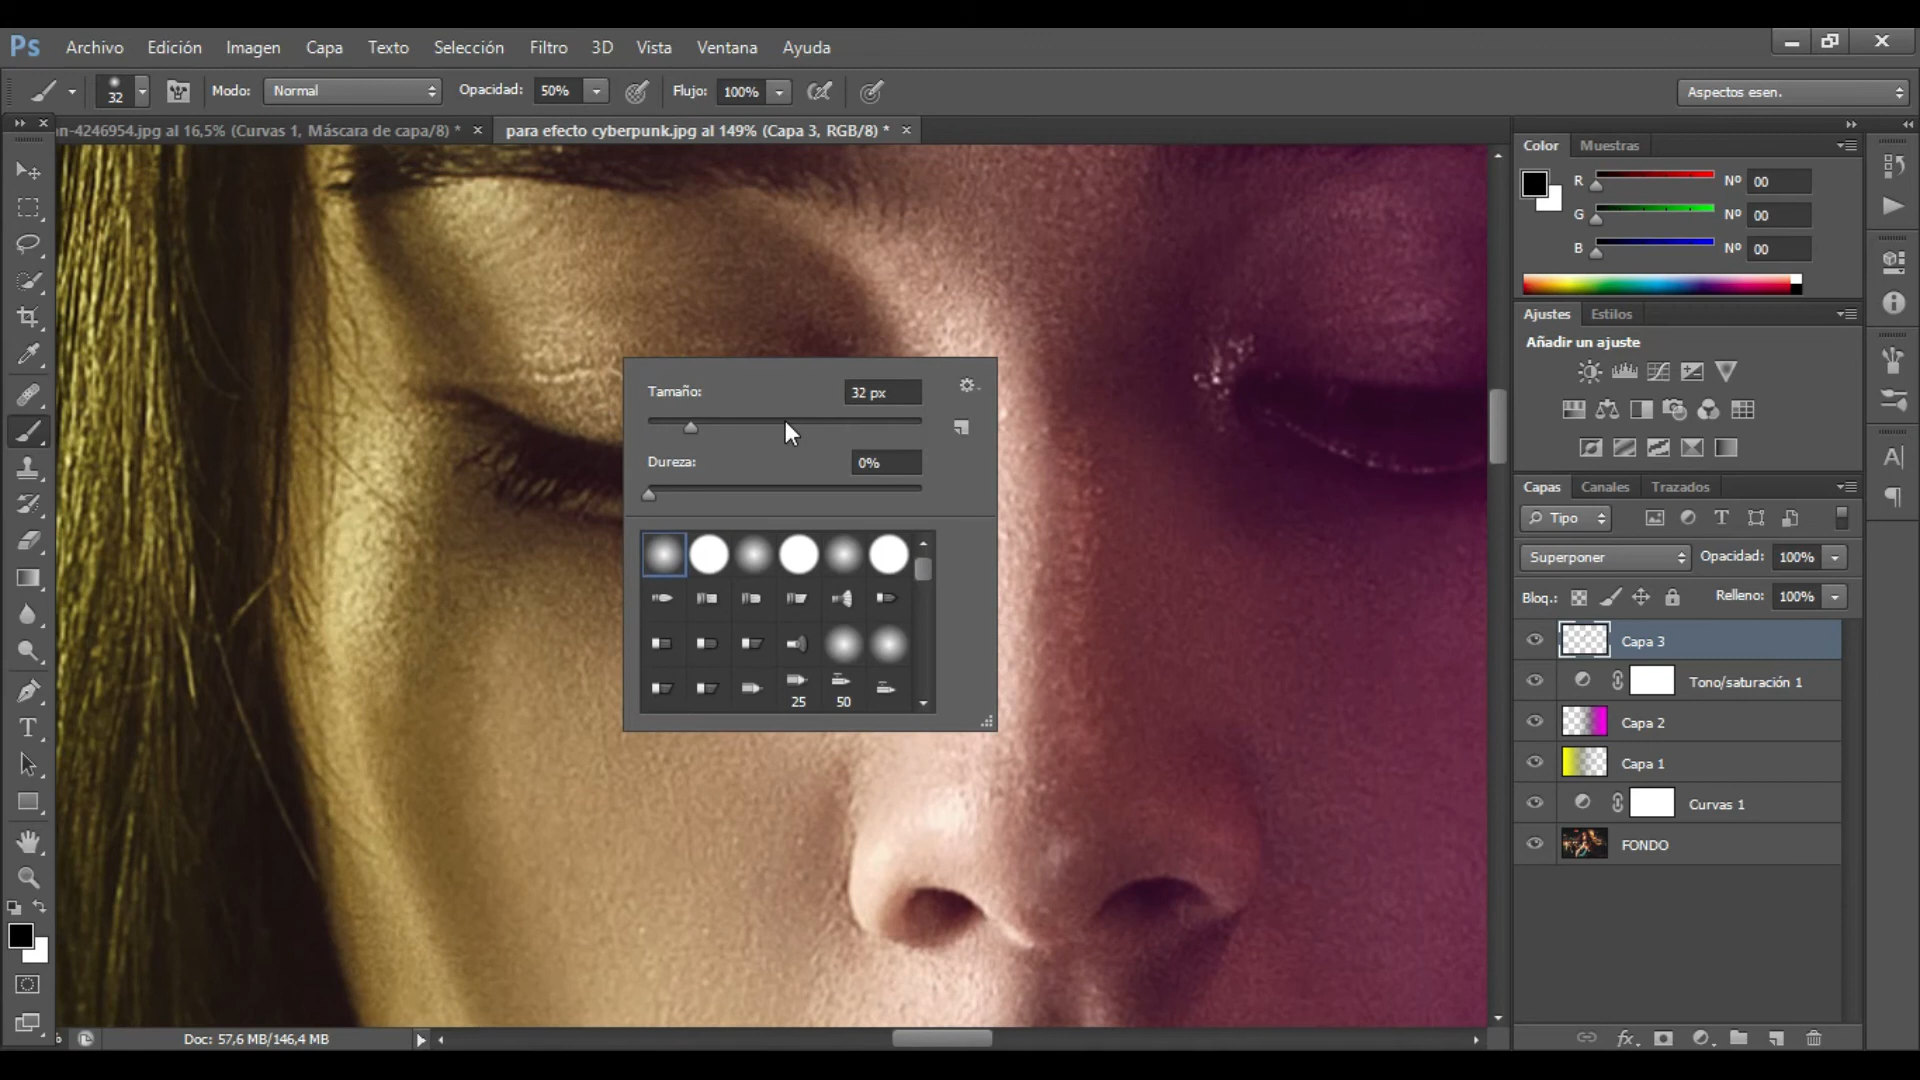 Ps Archivo Edición Imagen Capa Texto Selección Filtro 3D Vista Ventana Ayuda
32 Modo: Normal Opacidad: 50% Flujo: 100% Aspectos esen.
an-4246954.jpg al 16,5% (Curvas 1, Máscara de capa/8) * para efecto cyberpunk.jpg al 149% (Capa 3, RGB/8) *
Color Muestras
R Nº 00
G Nº 00
B Nº 00
Ajustes Estilos
Añadir un ajuste
Tamaño: 32 px
Dureza: 0%
25 50
Capas Canales Trazados
Tipo
Superponer Opacidad: 100%
Bloq.: Relleno: 100%
Capa 3
Tono/saturación 1
Capa 2
Capa 1
Curvas 1
FONDO
T
A
fx
% Doc: 57,6 MB/146,4 MB